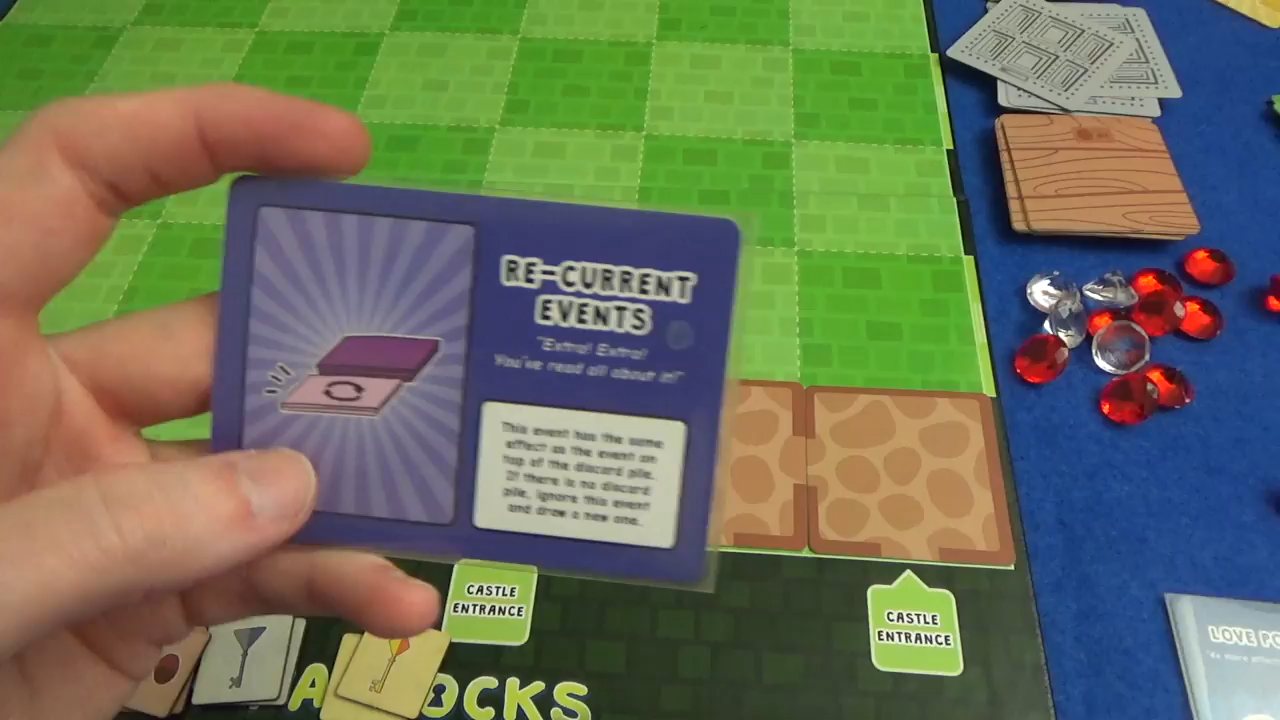 RE-CURRENT
EVENTS
"Extra! Extra!
You've read all about it!"
This event has the same
effect as the event on
top of the discard pile.
If there is no discard
pile, ignore this event
and draw a new one.
CASTLE
ENTRANCE
CASTLE
ENTRANCE
OCKS
LOVE PO